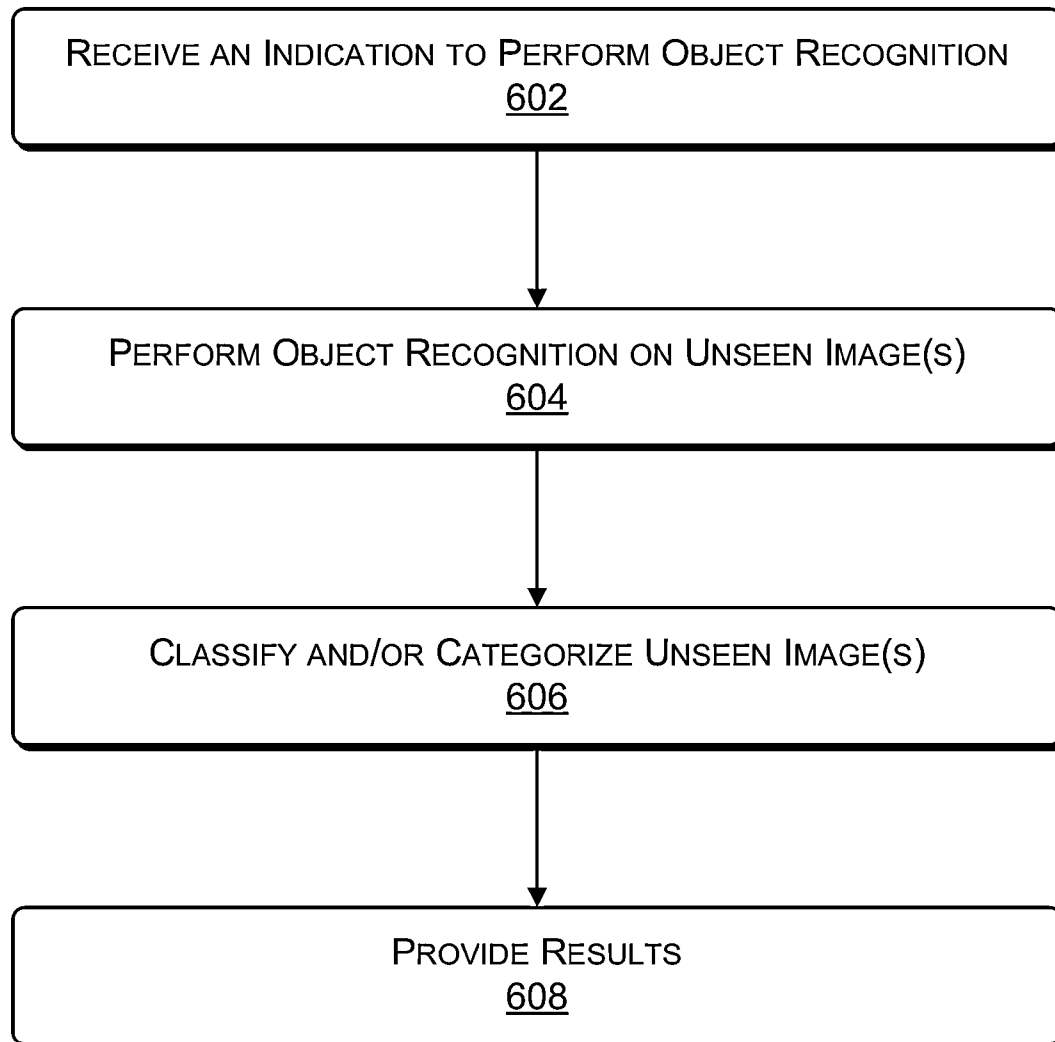 RECEIVE AN INDICATION TO PERFORM OBJECT RECOGNITION
602
PERFORM OBJECT RECOGNITION ON UNSEEN IMAGE(S)
604
CLASSIFY AND/OR CATEGORIZE UNSEEN IMAGE(S)
606
PROVIDE RESULTS
608